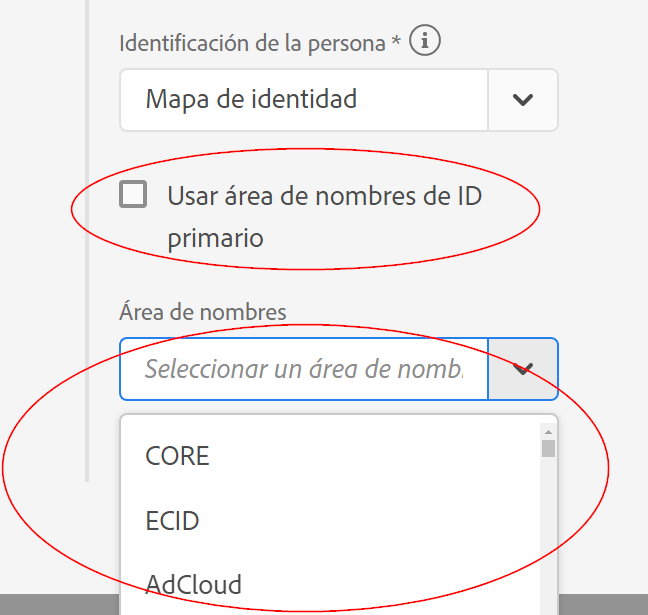 Identificación de la persona *
Mapa de identidad
Usar área de nombres de ID
primario
Área de nombres
Seleccionar un área de nomb
CORE
ECID
AdCloud